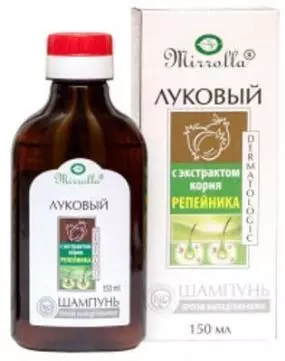 Mirrolla®
ЛУКОВЫЙ
с экстрактом
корня
РЕПЕЙНИКА
DERMATOLOGIC
ШАМПУНЬ
ПРОТИВ ВЫПАДЕНИЯ ВОЛОС
150 мл
Mirrolla
ЛУКОВЫЙ
с экстрактом
корня
РЕПЕЙНИКА
150 ml
ШАМПУНЬ